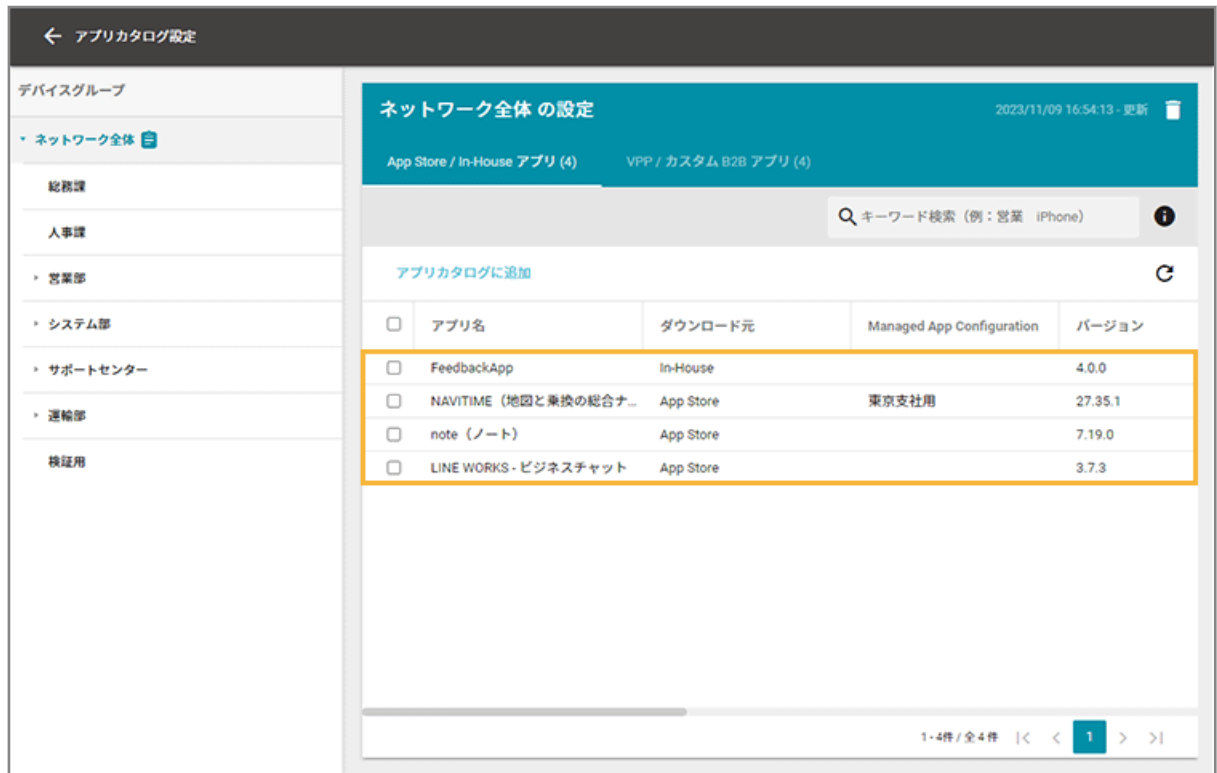 アプリカタログ設定
デバイスグループ
ネットワーク全体
総務課
人事課
営業部
システム部
サポートセンター
運輸部
検証用
ネットワーク全体 の設定
2023/11/09 16:54:13 - 更新
App Store / In-House アプリ (4) VPP / カスタム B2B アプリ (4)
キーワード検索（例：営業 iPhone）
アプリカタログに追加
アプリ名 ダウンロード元 Managed App Configuration バージョン
FeedbackApp In-House 4.0.0
NAVITIME（地図と乗換の総合ナ... App Store 東京支社用 27.35.1
note（ノート） App Store 7.19.0
LINE WORKS - ビジネスチャット App Store 3.7.3
1 - 4件 / 全 4 件 |< < 1 > >|